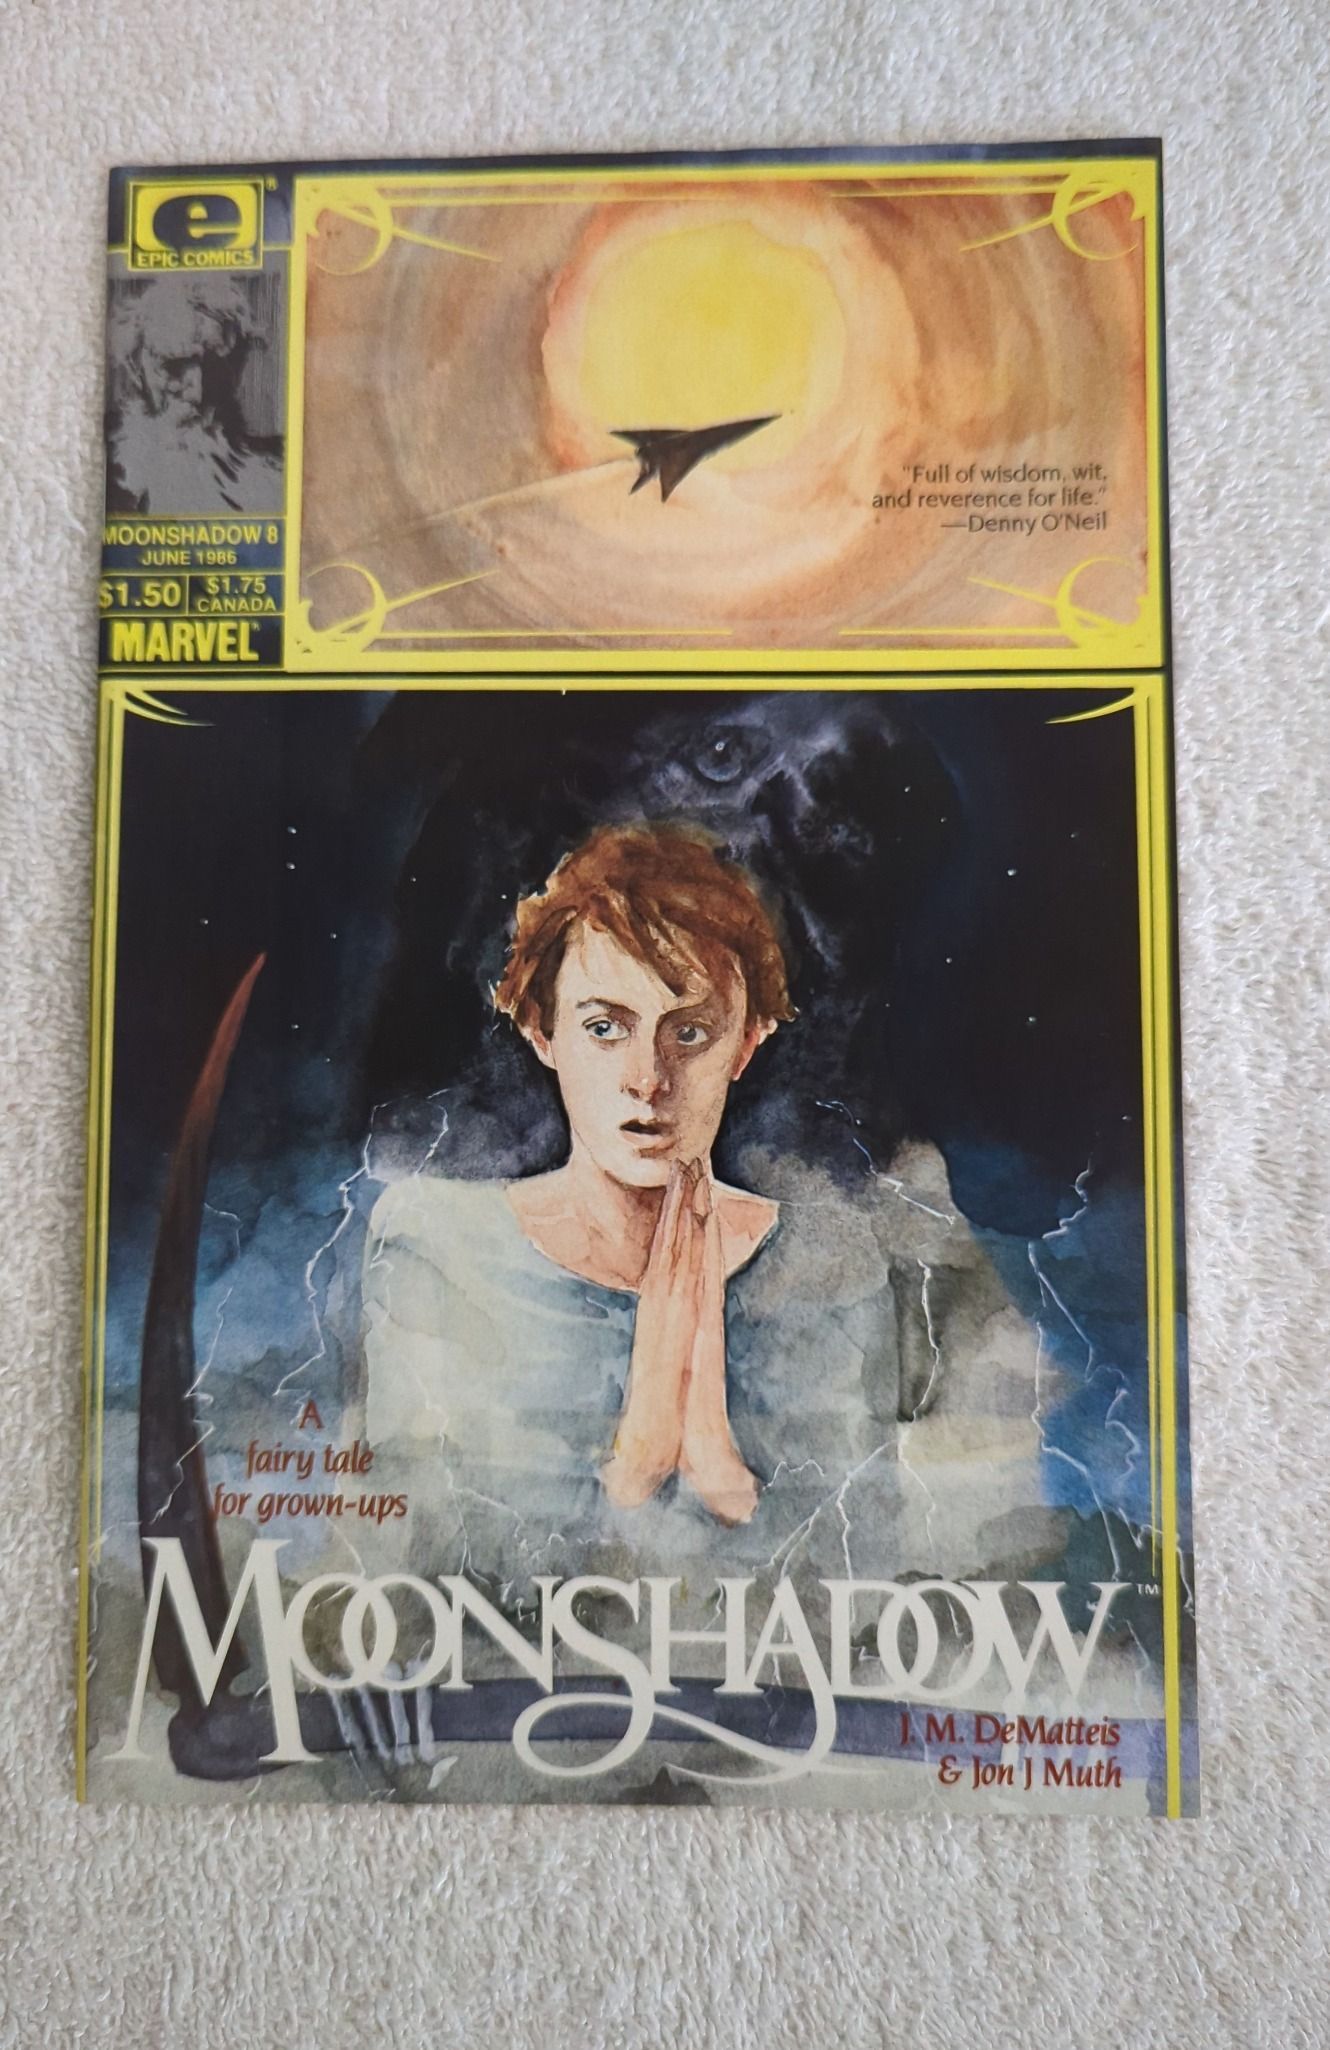 e®
EPIC COMICS
MOONSHADOW 8
JUNE 1986
$1.50
$1.75
CANADA
MARVEL®
"Full of wisdom, wit,
and reverence for life."
—Denny O'Neil
A
fairy tale
for grown-ups
MOONSHADOW™
J. M. DeMatteis
& Jon J Muth